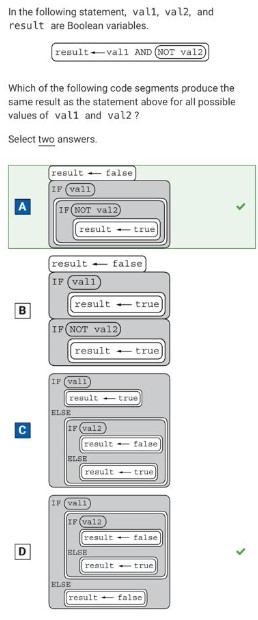 In the following statement, val1, val2, and
result are Boolean variables.
result ← val1 AND NOT val2
Which of the following code segments produce the
same result as the statement above for all possible
values of val1 and val2 ?
Select two answers.
A
result ← false
IF val1
IF NOT val2
result ← true
B
result ← false
IF val1
result ← true
IF NOT val2
result ← true
C
IF val1
result ← true
ELSE
IF val2
result ← false
ELSE
result ← true
D
IF val1
IF val2
result ← false
ELSE
result ← true
ELSE
result ← false